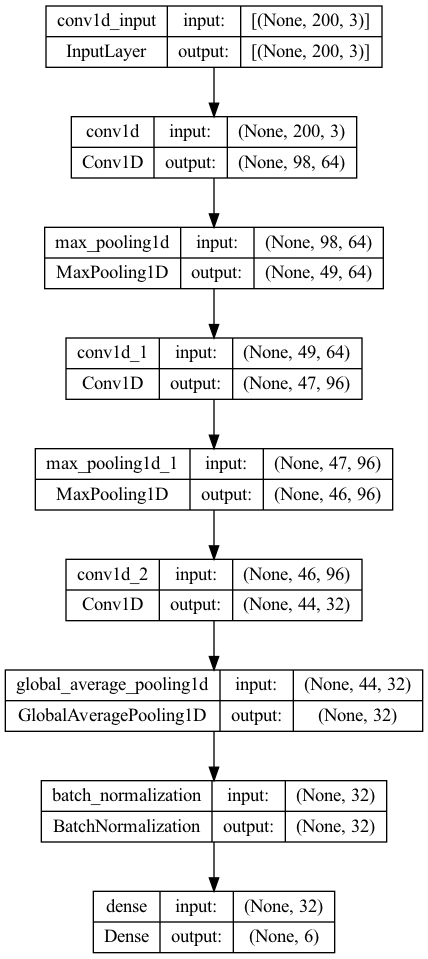 conv1d_input input: [(None, 200, 3)]
InputLayer output: [(None, 200, 3)]
conv1d input: (None, 200, 3)
Conv1D output: (None, 98, 64)
max_pooling1d input: (None, 98, 64)
MaxPooling1D output: (None, 49, 64)
conv1d_1 input: (None, 49, 64)
Conv1D output: (None, 47, 96)
max_pooling1d_1 input: (None, 47, 96)
MaxPooling1D output: (None, 46, 96)
conv1d_2 input: (None, 46, 96)
Conv1D output: (None, 44, 32)
global_average_pooling1d input: (None, 44, 32)
GlobalAveragePooling1D output: (None, 32)
batch_normalization input: (None, 32)
BatchNormalization output: (None, 32)
dense input: (None, 32)
Dense output: (None, 6)